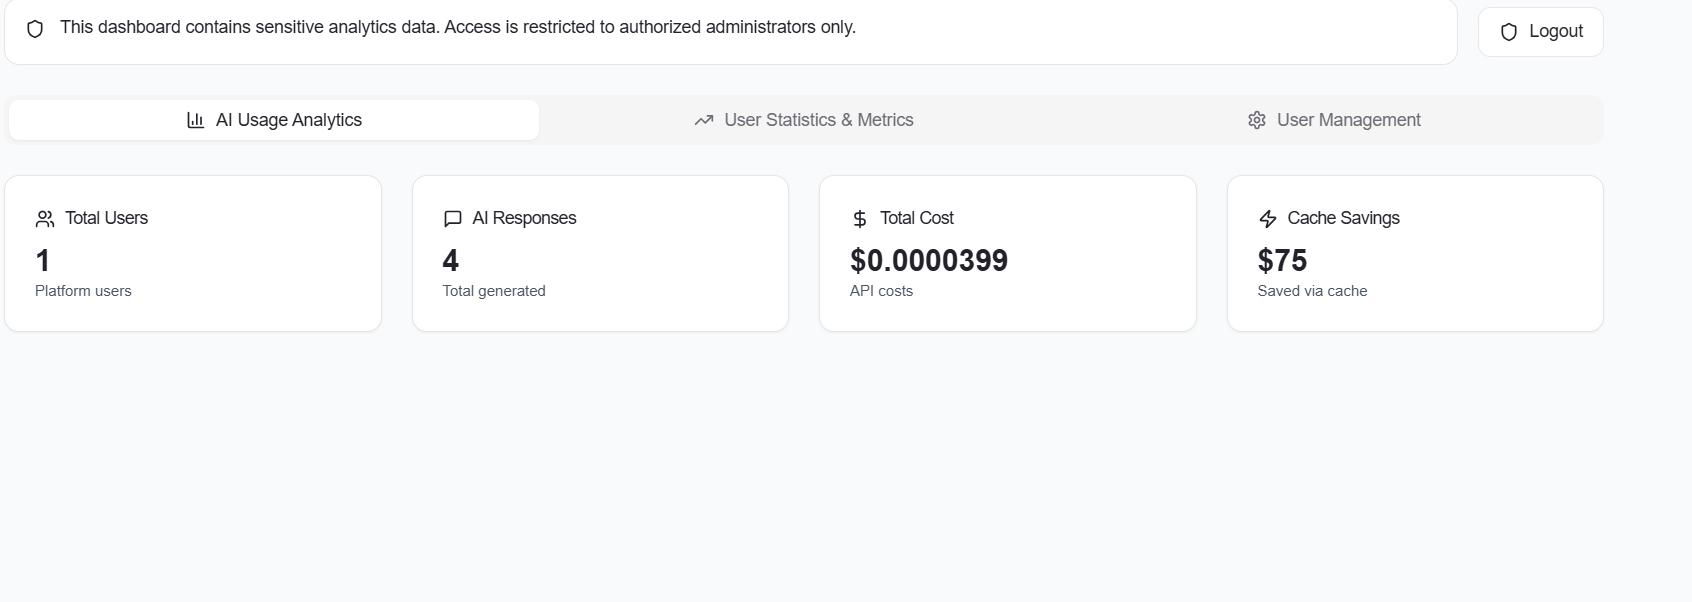 This dashboard contains sensitive analytics data. Access is restricted to authorized administrators only.
Logout
AI Usage Analytics
User Statistics & Metrics
User Management
Total Users
1
Platform users
AI Responses
4
Total generated
Total Cost
$0.0000399
API costs
Cache Savings
$75
Saved via cache